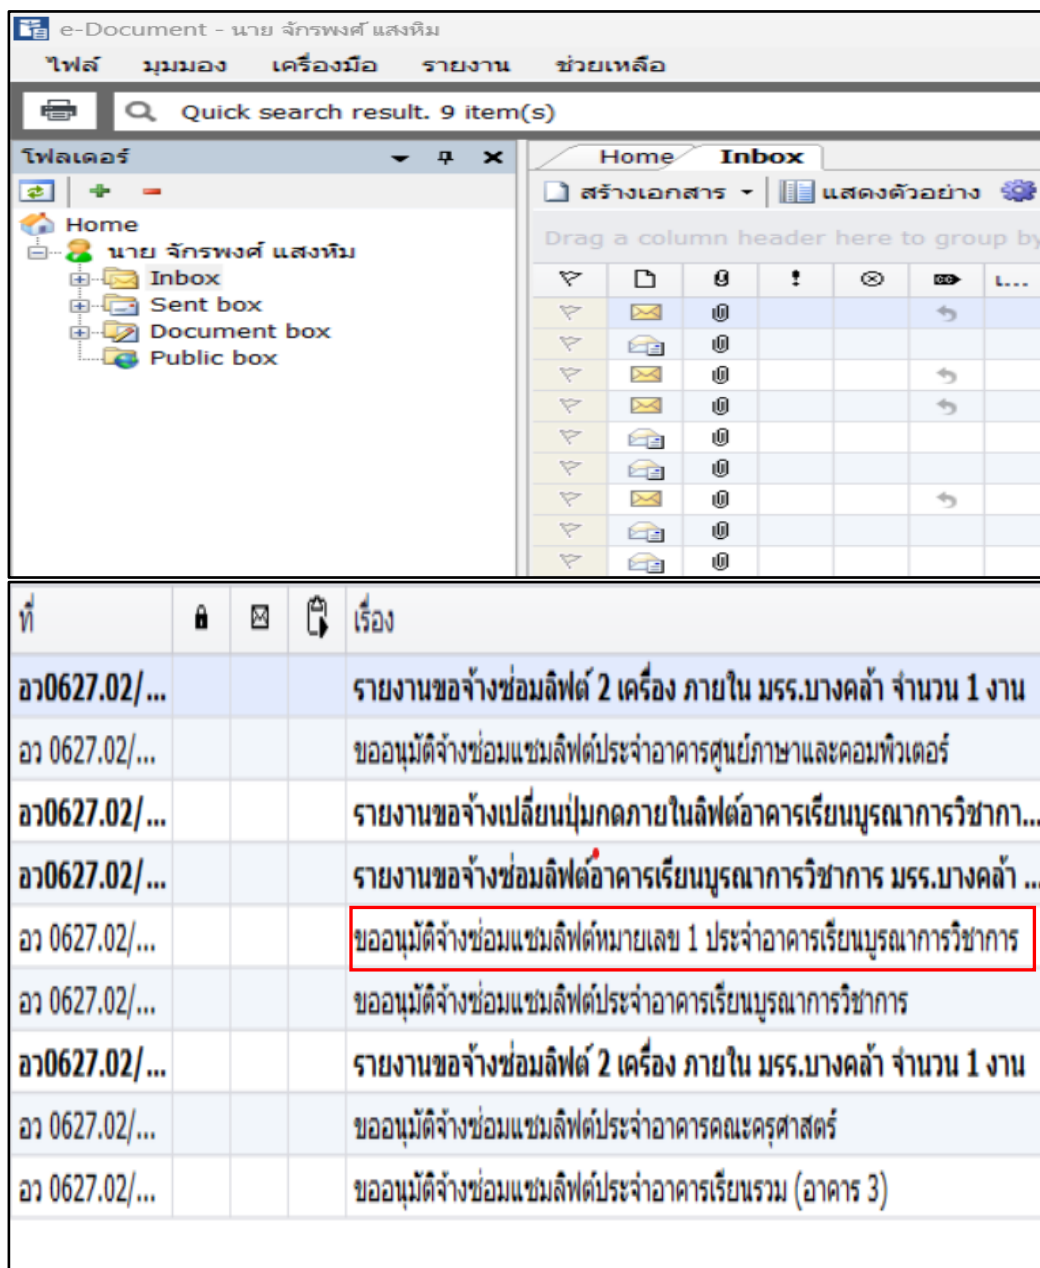 e-Document - นาย จักรพงศ์ แสงหิม
ไฟล์ มุมมอง เครื่องมือ รายงาน ช่วยเหลือ
Quick search result. 9 item(s)
โฟลเดอร์
Home Inbox
สร้างเอกสาร แสดงตัวอย่าง
Home
Drag a column header here to group by
นาย จักรพงศ์ แสงหิม
Inbox
เ...
Sent box
Document box
Public box
ที่ เรื่อง
อว0627.02/... รายงานขอจ้างซ่อมลิฟต์ 2 เครื่อง ภายใน มรร.บางคล้า จำนวน 1 งาน
อว 0627.02/... ขออนุมัติจ้างซ่อมแซมลิฟต์ประจำอาคารศูนย์ภาษาและคอมพิวเตอร์
อว0627.02/... รายงานขอจ้างเปลี่ยนปุ่มกดภายในลิฟต์อาคารเรียนบูรณาการวิชากา...
อว0627.02/... รายงานขอจ้างซ่อมลิฟต์อาคารเรียนบูรณาการวิชาการ มรร.บางคล้า ...
อว 0627.02/... ขออนุมัติจ้างซ่อมแซมลิฟต์หมายเลข 1 ประจำอาคารเรียนบูรณาการวิชาการ
อว 0627.02/... ขออนุมัติจ้างซ่อมแซมลิฟต์ประจำอาคารเรียนบูรณาการวิชาการ
อว0627.02/... รายงานขอจ้างซ่อมลิฟต์ 2 เครื่อง ภายใน มรร.บางคล้า จำนวน 1 งาน
อว 0627.02/... ขออนุมัติจ้างซ่อมแซมลิฟต์ประจำอาคารคณะครุศาสตร์
อว 0627.02/... ขออนุมัติจ้างซ่อมแซมลิฟต์ประจำอาคารเรียนรวม (อาคาร 3)